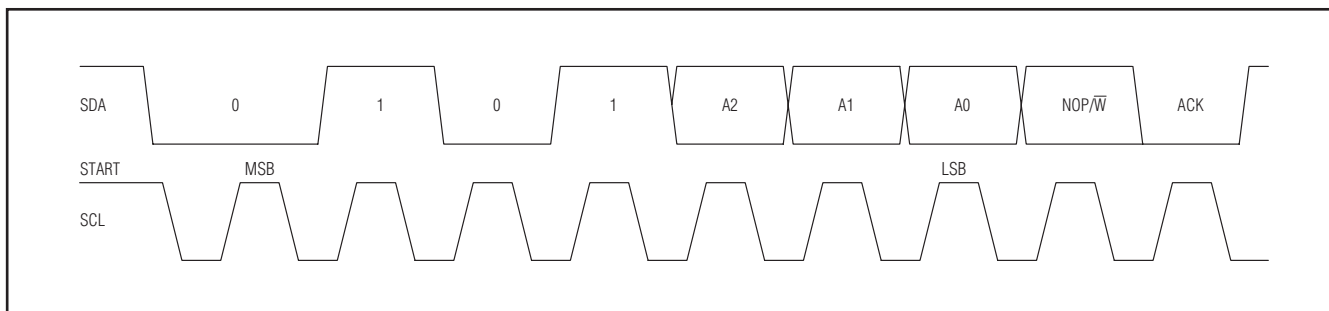 SDA 0 1 0 1 A2 A1 A0 NOP/W̅ ACK
START MSB LSB
SCL